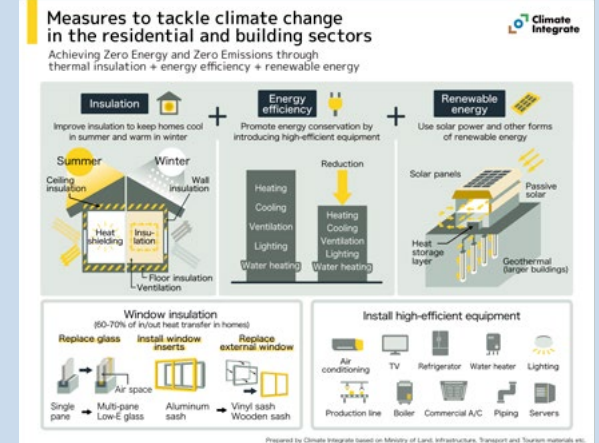 Measures to tackle climate change
in the residential and building sectors
Climate
Integrate
Achieving Zero Energy and Zero Emissions through
thermal insulation + energy efficiency + renewable energy
Insulation
+
Energy
efficiency
+
Renewable
energy
Improve insulation to keep homes cool
in summer and warm in winter
Promote energy conservation by
introducing high-efficient equipment
Use solar power and other forms
of renewable energy
Summer
Winter
Ceiling
insulation
Wall
insulation
Heat
shielding
Insu-
lation
Floor insulation
Ventilation
Reduction
Heating
Cooling
Ventilation
Lighting
Water heating
Heating
Cooling
Ventilation
Lighting
Water heating
Solar panels
Passive
solar
Heat
storage
layer
Geothermal
(larger buildings)
Window insulation
(60-70% of in/out heat transfer in homes)
Replace glass
Install window
inserts
Replace
external window
Air space
Single
pane
Multi-pane
Low-E glass
Aluminum
sash
Vinyl sash
Wooden sash
Install high-efficient equipment
Air
conditioning
TV
Refrigerator
Water heater
Lighting
Production line
Boiler
Commercial A/C
Piping
Servers
Prepared by Climate Integrate based on Ministry of Land, Infrastructure, Transport and Tourism materials etc.